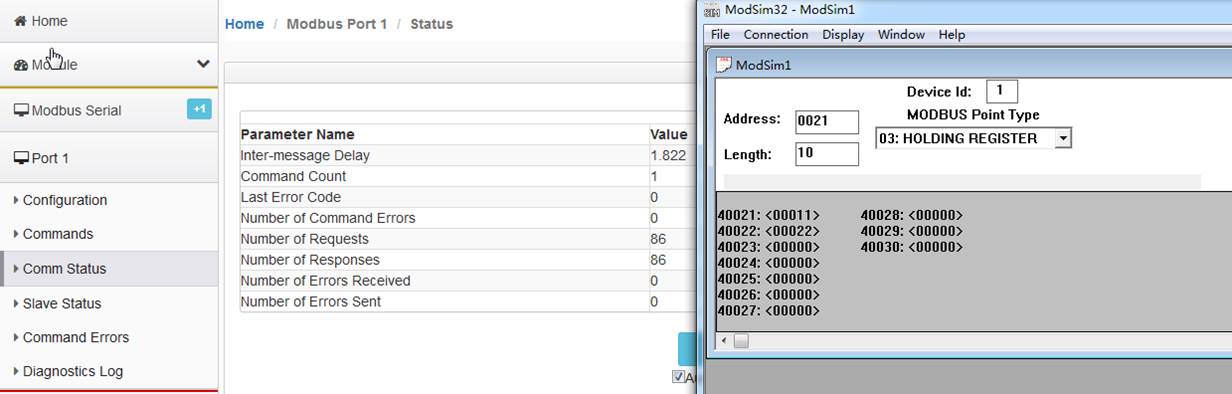 Home
Module
Modbus Serial +1
Port 1
Configuration
Commands
Comm Status
Slave Status
Command Errors
Diagnostics Log
Home / Modbus Port 1 / Status
Parameter Name Value
Inter-message Delay 1.822
Command Count 1
Last Error Code 0
Number of Command Errors 0
Number of Requests 86
Number of Responses 86
Number of Errors Received 0
Number of Errors Sent 0
ModSim32 - ModSim1
File Connection Display Window Help
ModSim1
Device Id: 1
Address: 0021
MODBUS Point Type
03: HOLDING REGISTER
Length: 10
40021: <00011> 40028: <00000>
40022: <00022> 40029: <00000>
40023: <00000> 40030: <00000>
40024: <00000>
40025: <00000>
40026: <00000>
40027: <00000>